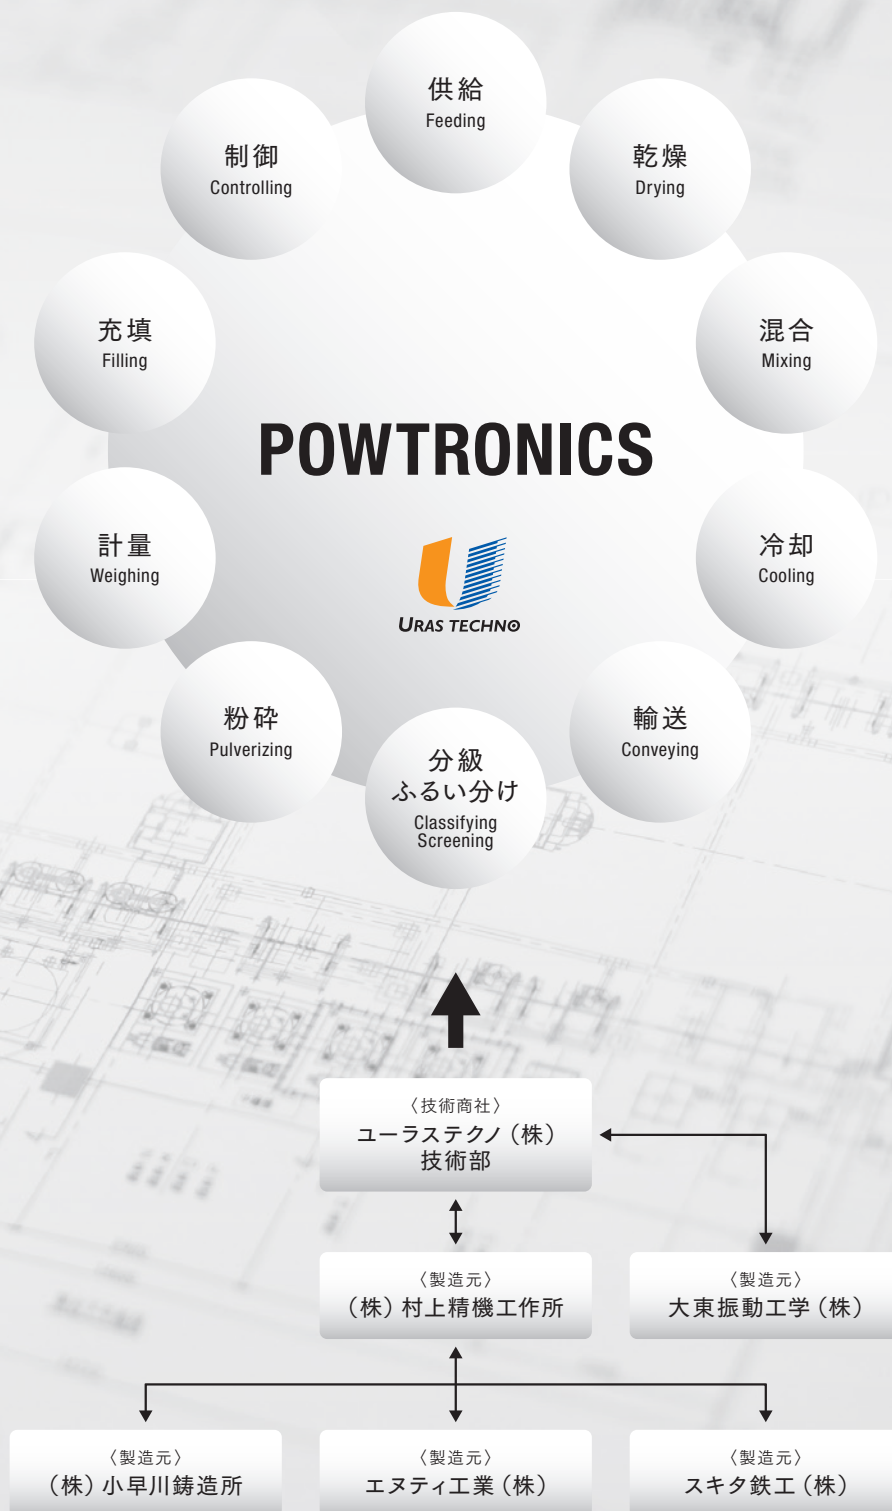 供給
Feeding
制御
Controlling
乾燥
Drying
充填
Filling
混合
Mixing
POWTRONICS
計量
Weighing
冷却
Cooling
URAS TECHNO
粉砕
Pulverizing
輸送
Conveying
分級
ふるい分け
Classifying
Screening
〈技術商社〉
ユーラステクノ(株)
技術部
〈製造元〉
(株)村上精機工作所
〈製造元〉
大東振動工学(株)
〈製造元〉
(株)小早川鋳造所
〈製造元〉
エヌティ工業(株)
〈製造元〉
スキタ鉄工(株)